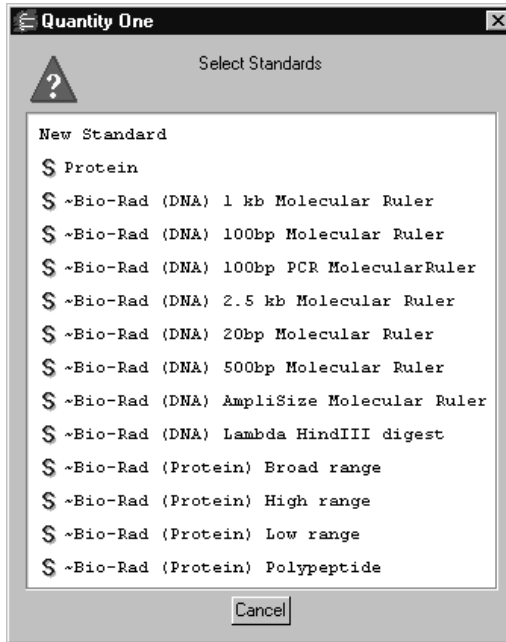 Quantity One
Select Standards
?
New Standard
S Protein
S ~Bio-Rad (DNA) 1 kb Molecular Ruler
S ~Bio-Rad (DNA) 100bp Molecular Ruler
S ~Bio-Rad (DNA) 100bp PCR MolecularRuler
S ~Bio-Rad (DNA) 2.5 kb Molecular Ruler
S ~Bio-Rad (DNA) 20bp Molecular Ruler
S ~Bio-Rad (DNA) 500bp Molecular Ruler
S ~Bio-Rad (DNA) AmpliSize Molecular Ruler
S ~Bio-Rad (DNA) Lambda HindIII digest
S ~Bio-Rad (Protein) Broad range
S ~Bio-Rad (Protein) High range
S ~Bio-Rad (Protein) Low range
S ~Bio-Rad (Protein) Polypeptide
Cancel